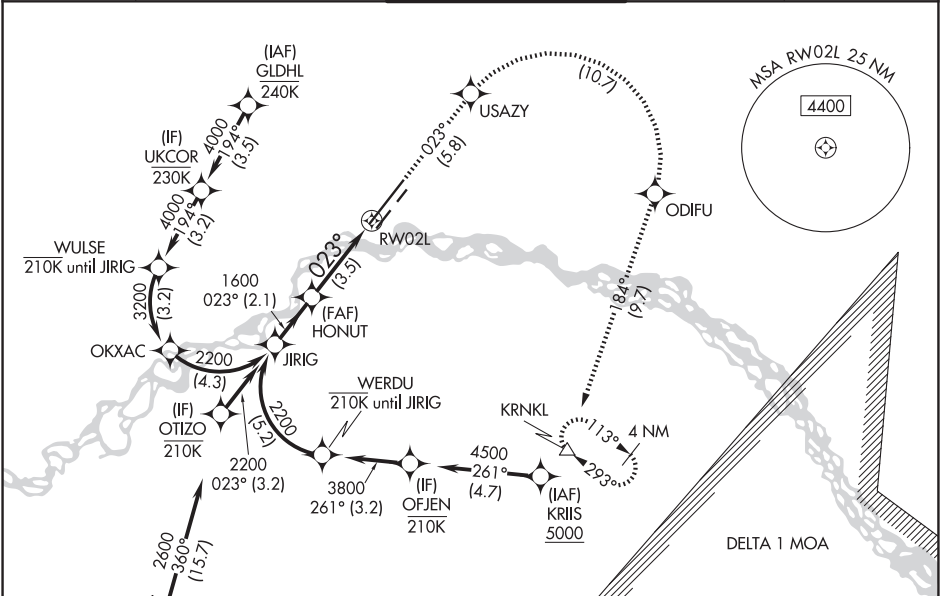 (IAF)
GLDHL
240K
4000
194°
(3.5)
(IF)
UKCOR
230K
4000
194°
(3.2)
WULSE
210K until JIRIG
3200
(3.2)
OKXAC
2200
(4.3)
JIRIG
1600
023° (2.1)
(FAF)
HONUT
023°
(3.5)
RW02L
023°
(5.8)
USAZY
(10.7)
ODIFU
184°
(9.7)
MSA RW02L 25 NM
4400
(IF)
OTIZO
210K
2200
023° (3.2)
2200
(5.2)
WERDU
210K until JIRIG
3800
261° (3.2)
(IF)
OFJEN
210K
4500
261°
(4.7)
(IAF)
KRIIS
5000
KRNKL
113°
4 NM
293°
DELTA 1 MOA
2600
360°
(15.7)